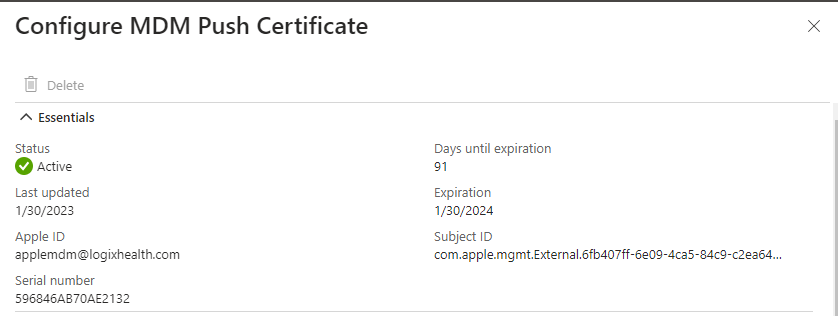 Configure MDM Push Certificate
Delete
Essentials
Status
Active
Days until expiration
91
Last updated
1/30/2023
Expiration
1/30/2024
Apple ID
applemdm@logixhealth.com
Subject ID
com.apple.mgmt.External.6fb407ff-6e09-4ca5-84c9-c2ea64...
Serial number
596846AB70AE2132